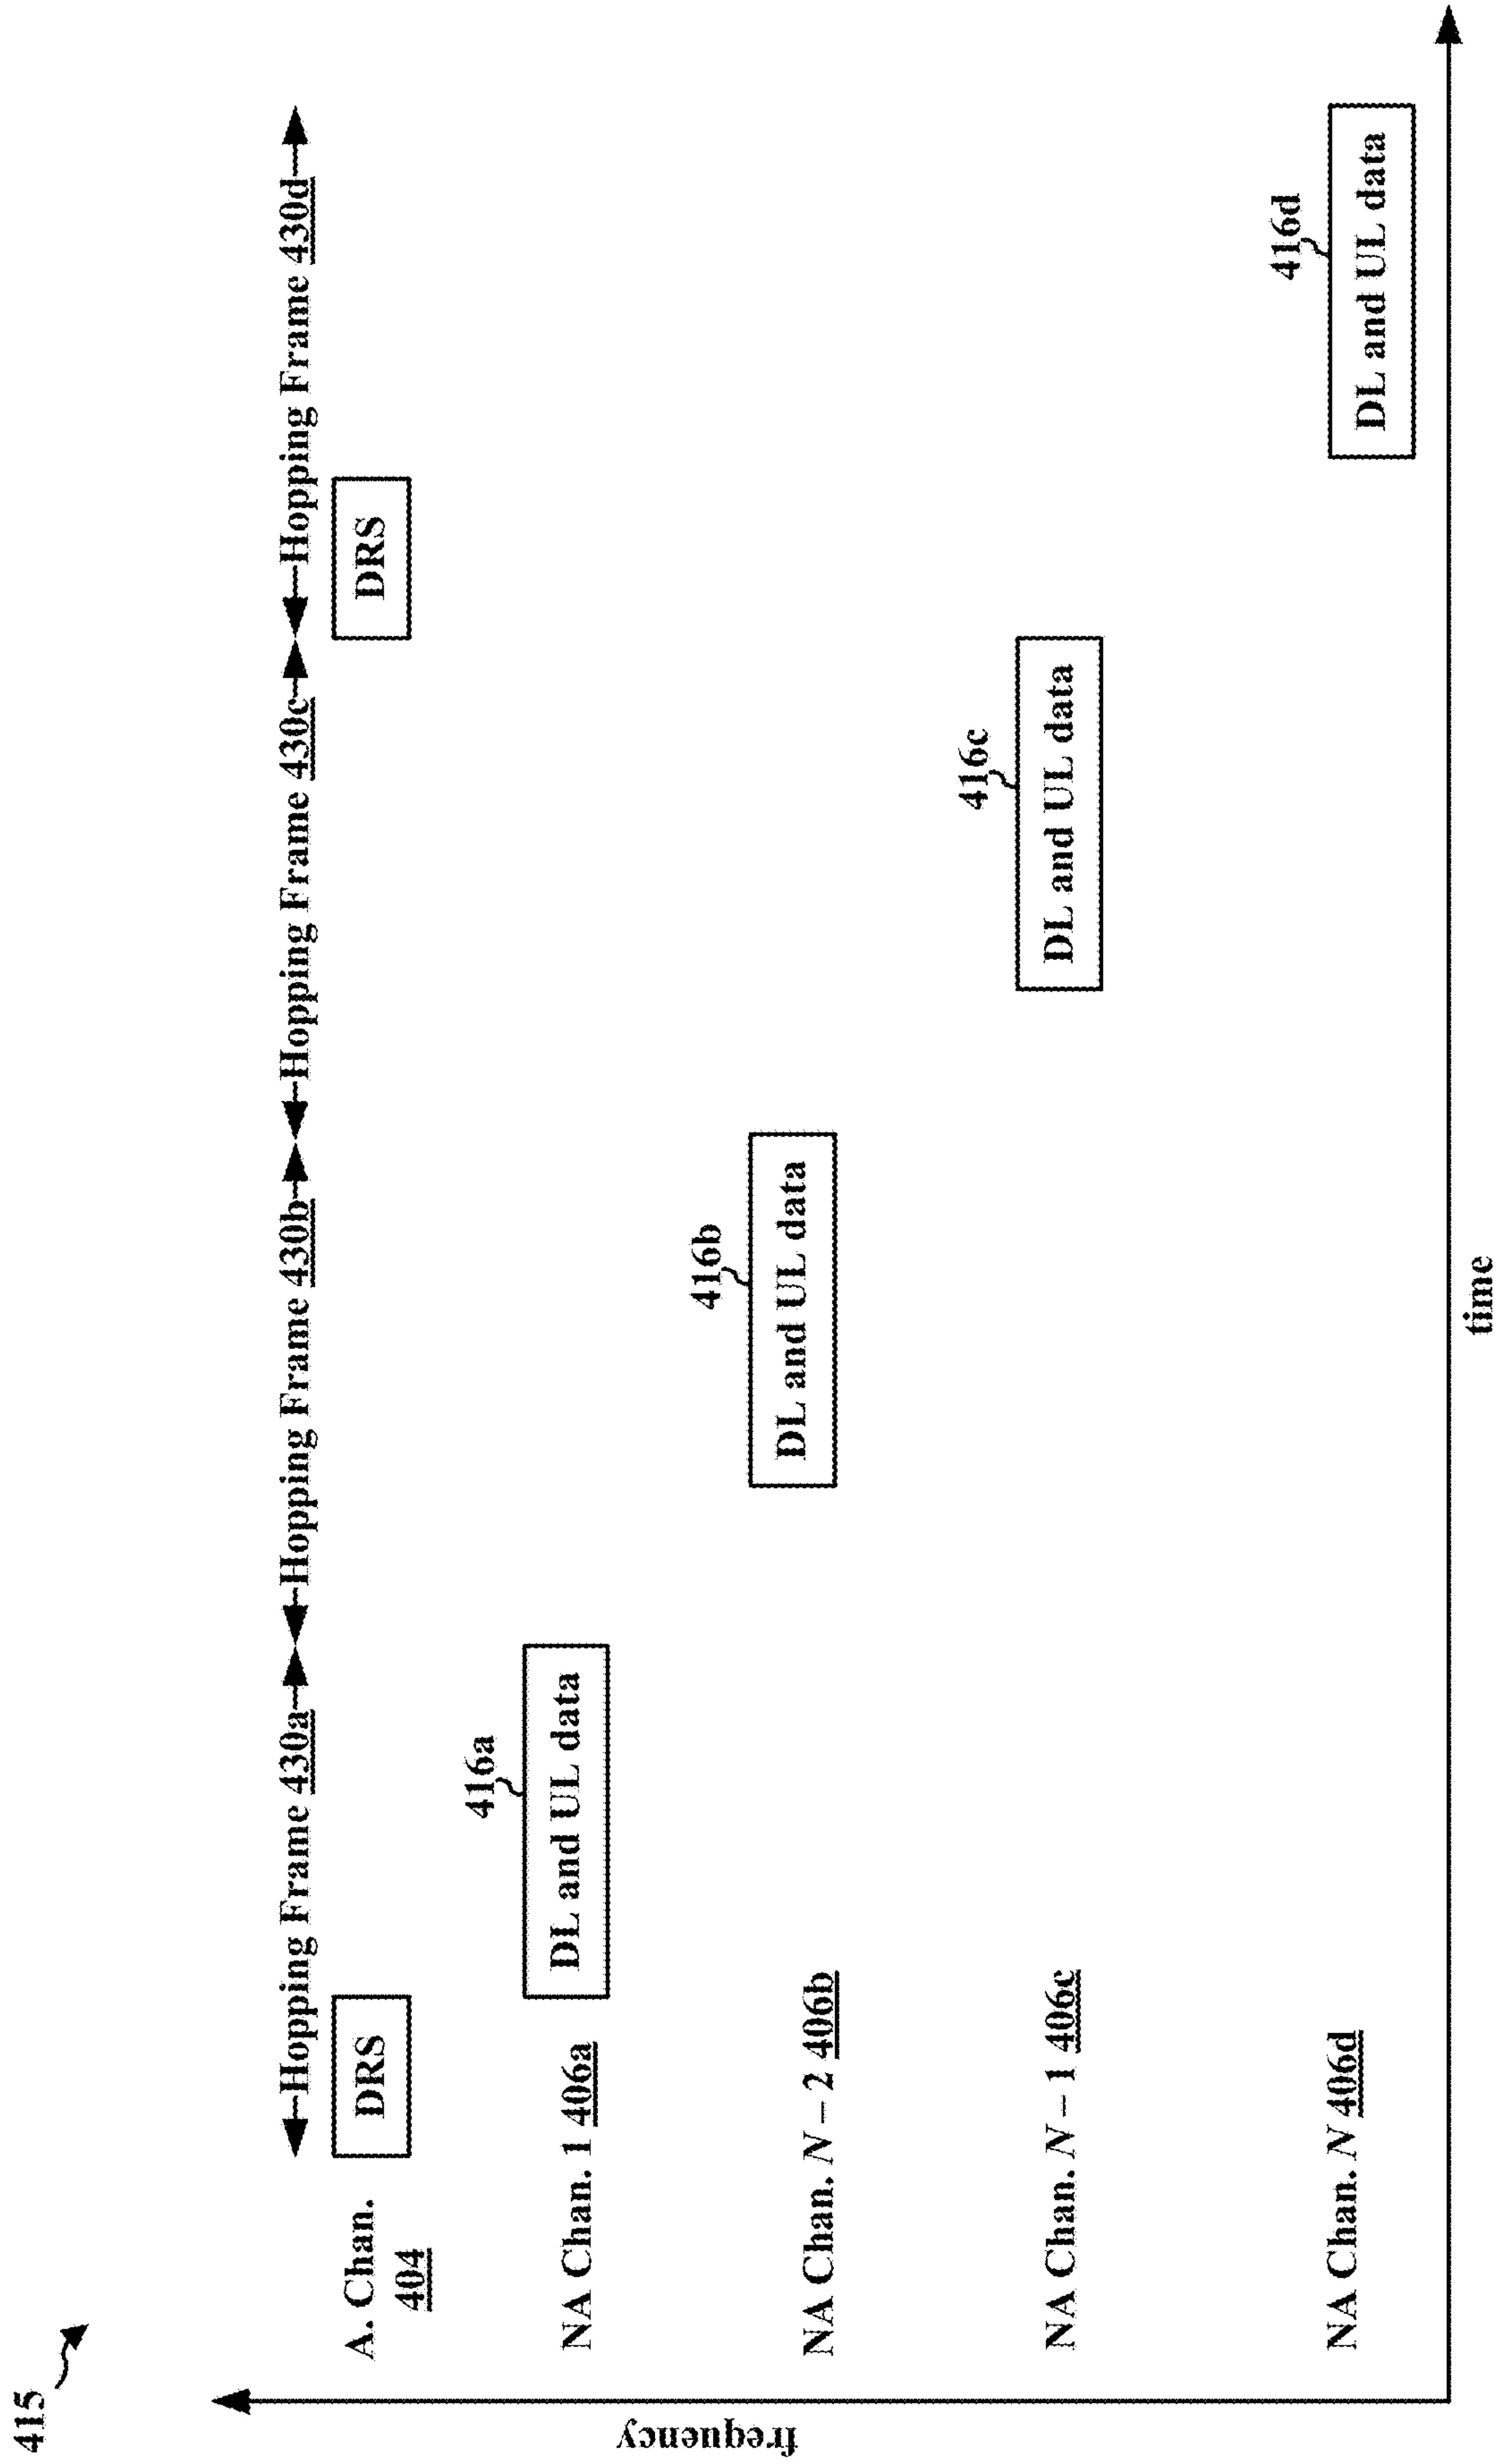 415
Hopping Frame 430a
Hopping Frame 430b
Hopping Frame 430c
Hopping Frame 430d
A. Chan.
404
DRS
DRS
416a
NA Chan. 1 406a
DL and UL data
416b
NA Chan. N – 2 406b
DL and UL data
416c
NA Chan. N – 1 406c
DL and UL data
416d
NA Chan. N 406d
DL and UL data
frequency
time